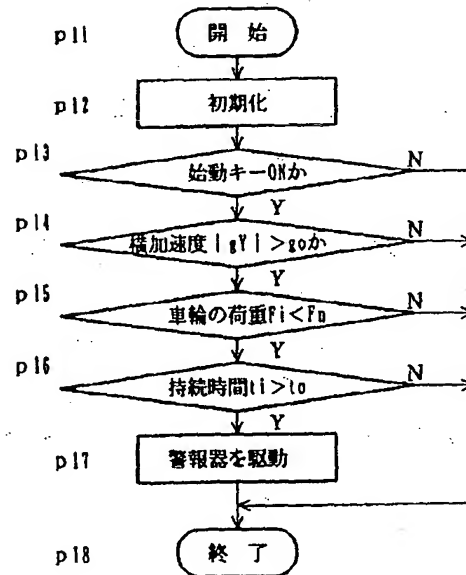 p11 開 始
p12 初期化
p13 始動キーONか N
Y
p14 横加速度|gY|>goか N
Y
p15 車輪の荷重Fi<Fn N
Y
p16 持続時間ti>to N
Y
p17 警報器を駆動
p18 終 了